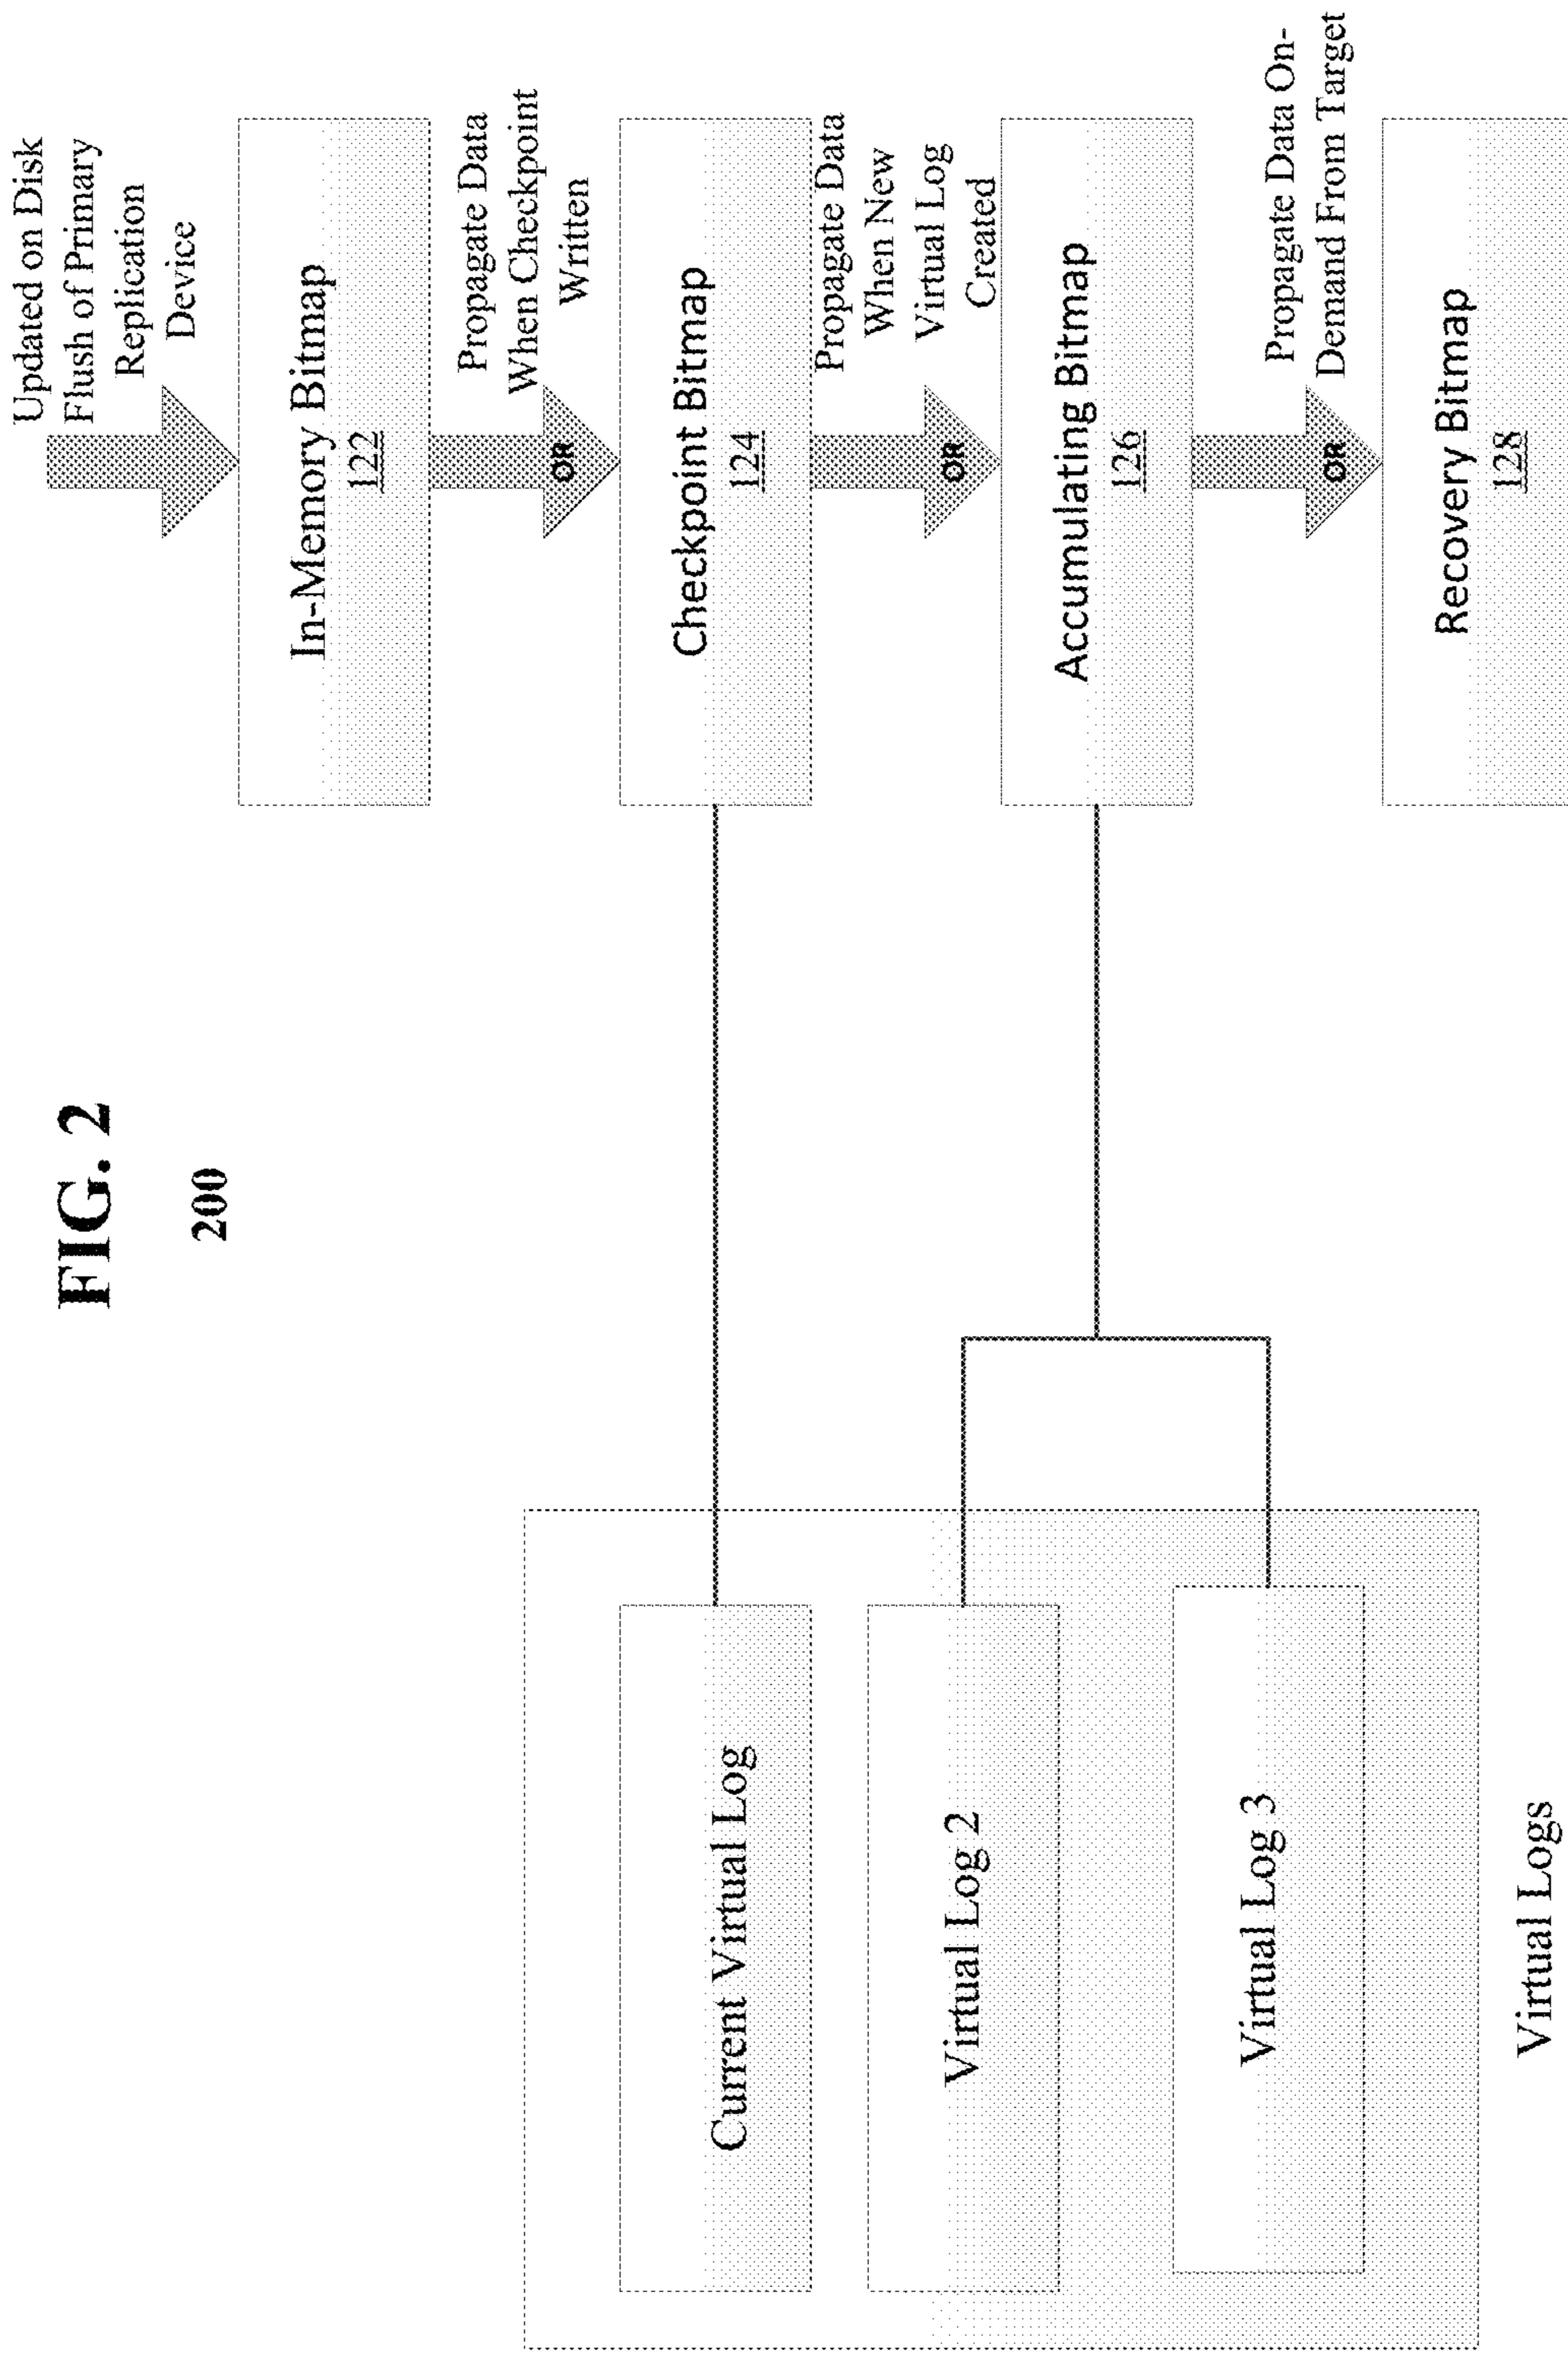 FIG. 2
200
Updated on Disk
Flush of Primary
Replication
Device
In-Memory Bitmap
122
Propagate Data
When Checkpoint
Written
OR
Checkpoint Bitmap
124
Propagate Data
When New
Virtual Log
Created
OR
Accumulating Bitmap
126
Propagate Data On-
Demand From Target
OR
Recovery Bitmap
128
Current Virtual Log
Virtual Log 2
Virtual Log 3
Virtual Logs